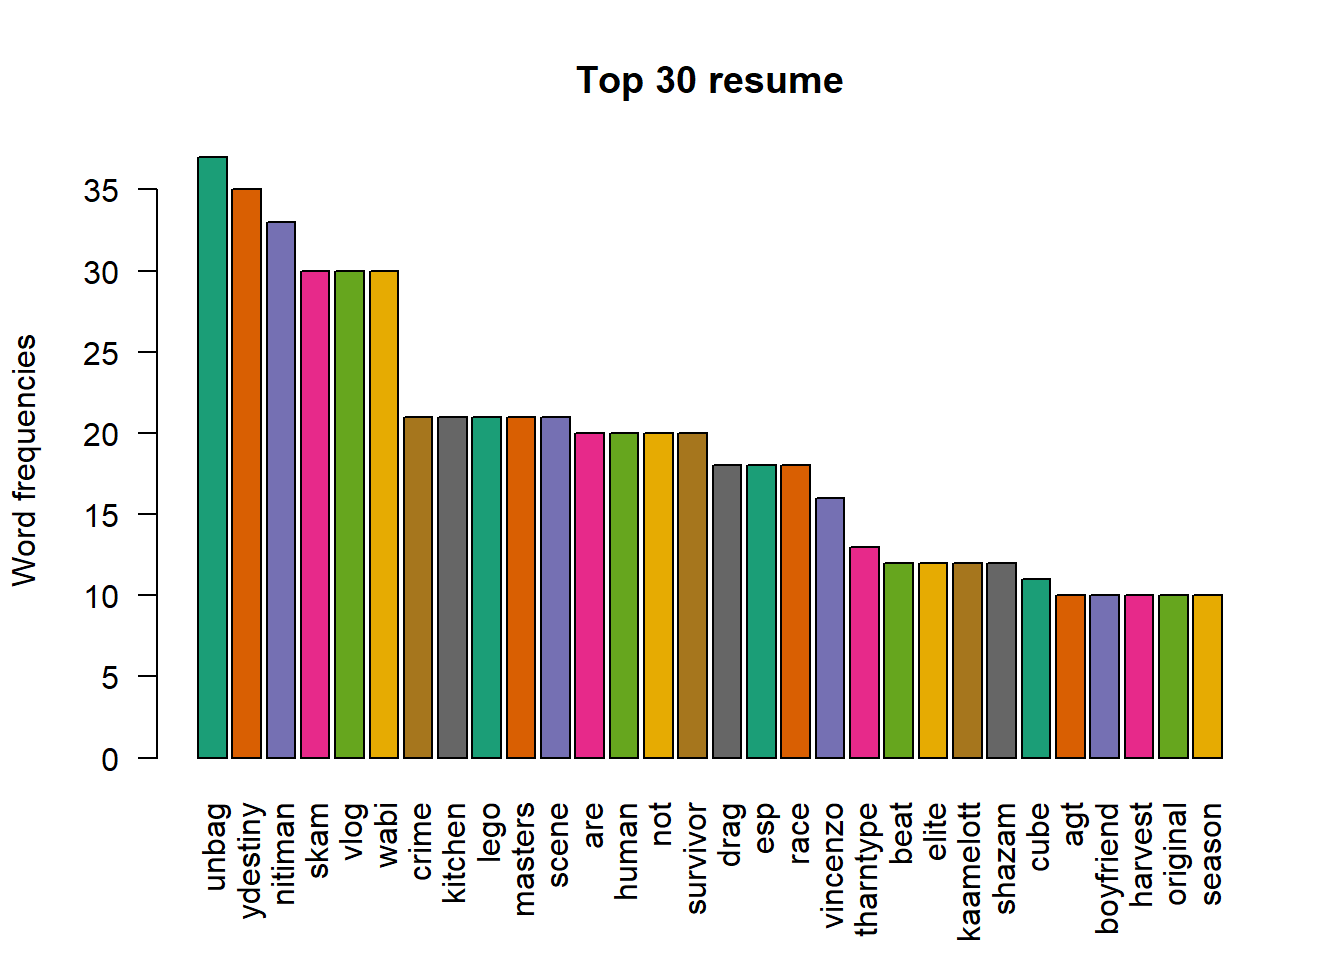 Top 30 resume
Word frequencies
35
30
25
20
15
10
5
0
unbag
ydestiny
nitiman
skam
vlog
wabi
crime
kitchen
lego
masters
scene
are
human
not
survivor
drag
esp
race
vincenzo
tharntype
beat
elite
kaamelott
shazam
cube
agt
boyfriend
harvest
original
season